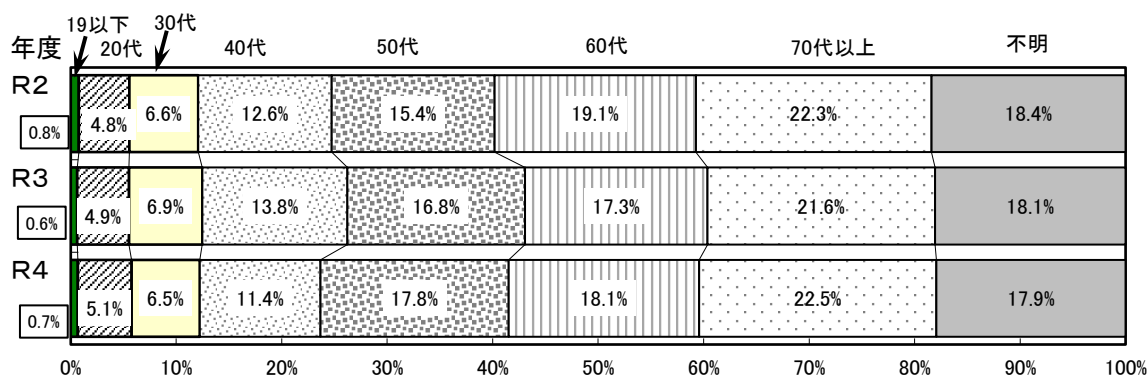 19以下 30代
年度 20代 40代 50代 60代 70代以上 不明
R2
0.8% 4.8% 6.6% 12.6% 15.4% 19.1% 22.3% 18.4%
R3
0.6% 4.9% 6.9% 13.8% 16.8% 17.3% 21.6% 18.1%
R4
0.7% 5.1% 6.5% 11.4% 17.8% 18.1% 22.5% 17.9%
0% 10% 20% 30% 40% 50% 60% 70% 80% 90% 100%